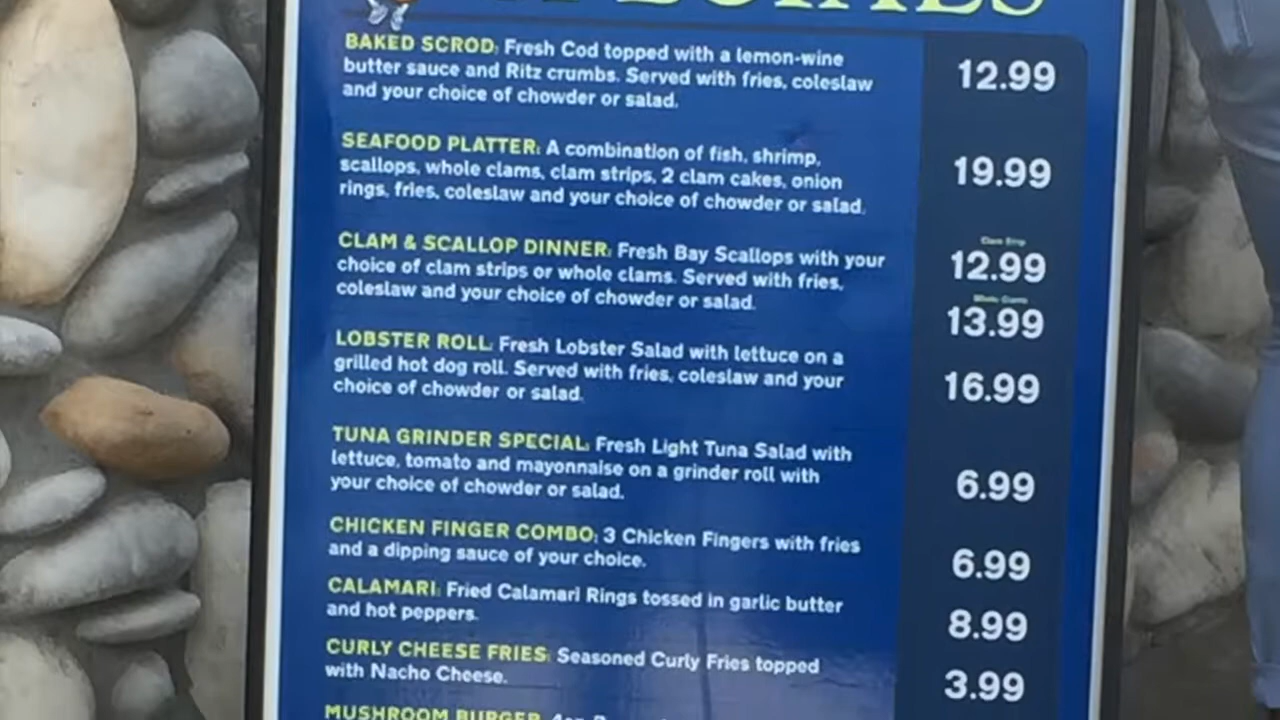 SPECIALS
BAKED SCROD: Fresh Cod topped with a lemon-wine
butter sauce and Ritz crumbs. Served with fries, coleslaw
and your choice of chowder or salad.
12.99
SEAFOOD PLATTER: A combination of fish, shrimp,
scallops, whole clams, clam strips, 2 clam cakes, onion
rings, fries, coleslaw and your choice of chowder or salad.
19.99
CLAM & SCALLOP DINNER: Fresh Bay Scallops with your
choice of clam strips or whole clams. Served with fries,
coleslaw and your choice of chowder or salad.
Clam Strip
12.99
Whole Clams
13.99
LOBSTER ROLL: Fresh Lobster Salad with lettuce on a
grilled hot dog roll. Served with fries, coleslaw and your
choice of chowder or salad.
16.99
TUNA GRINDER SPECIAL: Fresh Light Tuna Salad with
lettuce, tomato and mayonnaise on a grinder roll with
your choice of chowder or salad.
6.99
CHICKEN FINGER COMBO: 3 Chicken Fingers with fries
and a dipping sauce of your choice.
6.99
CALAMARI: Fried Calamari Rings tossed in garlic butter
and hot peppers.
8.99
CURLY CHEESE FRIES: Seasoned Curly Fries topped
with Nacho Cheese.
3.99
MUSHROOM BURGER